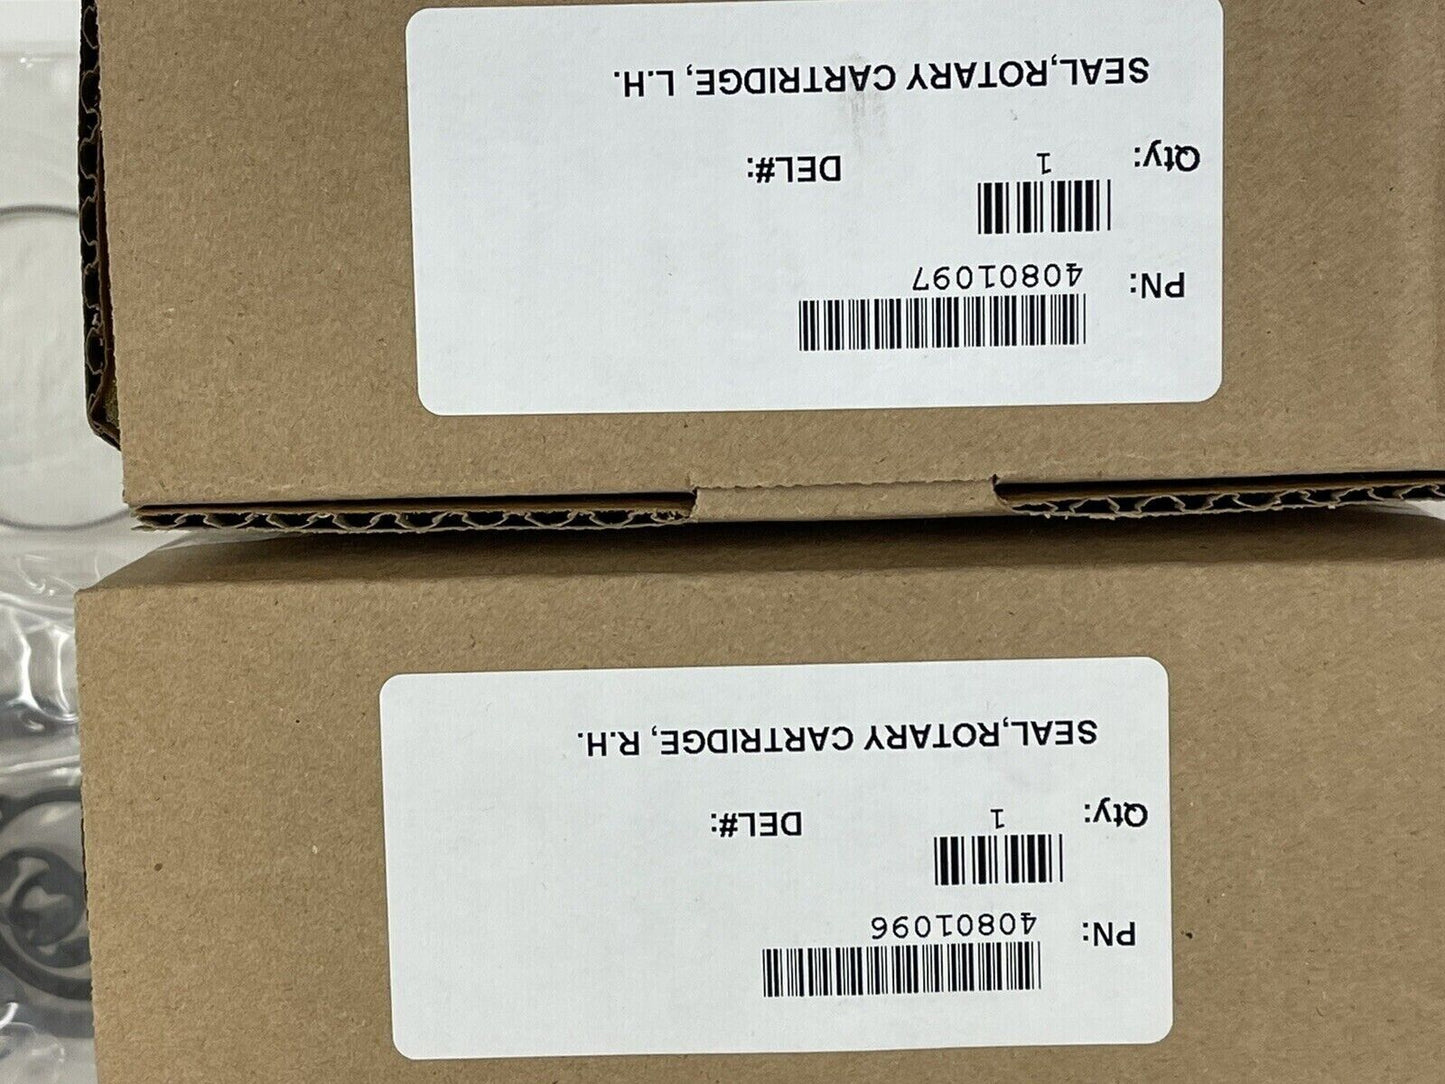 PN: 40801096
Qty: 1 DEL#:
SEAL,ROTARY CARTRIDGE, R.H.
PN: 40801097
Qty: 1 DEL#:
SEAL,ROTARY CARTRIDGE, L.H.